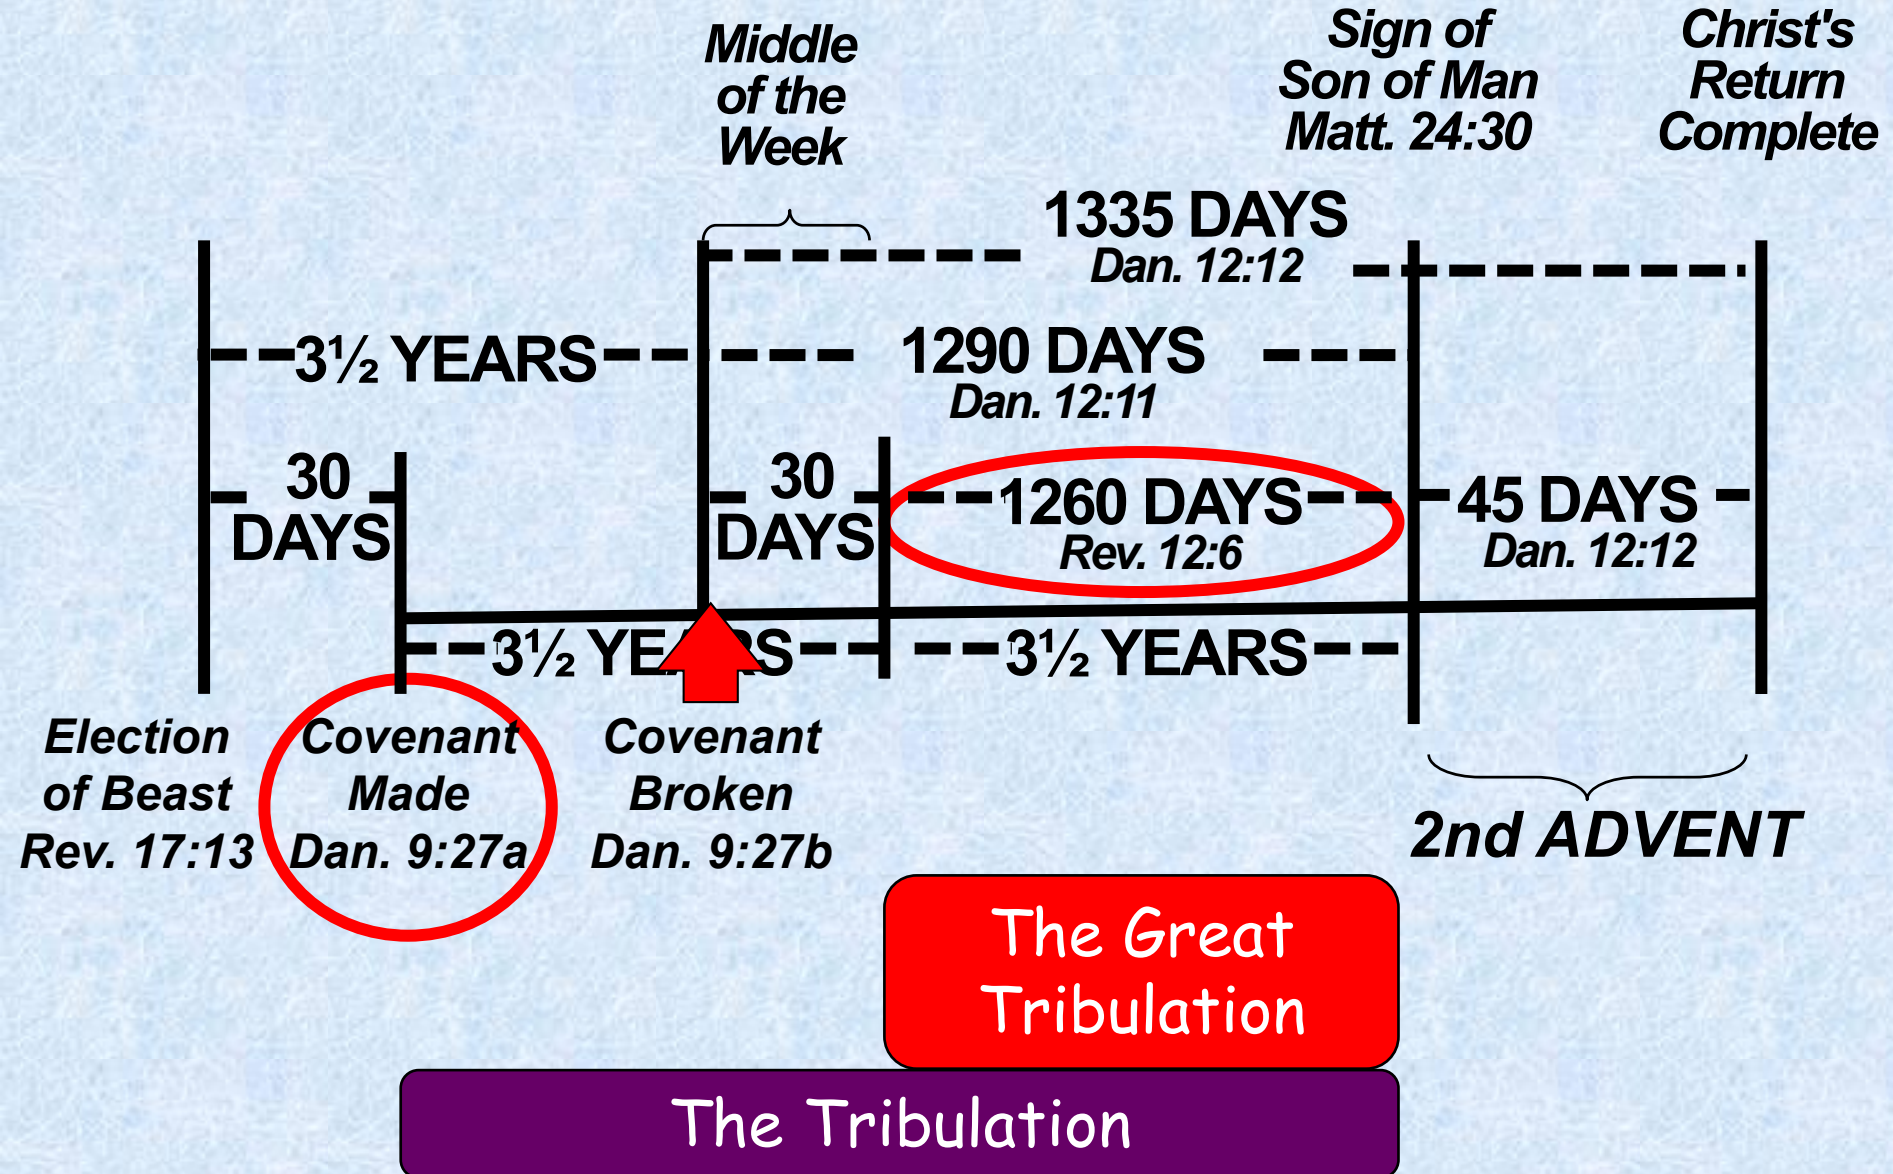 Middle
of the
Week
Sign of
Son of Man
Matt. 24:30
Christ's
Return
Complete
1335 DAYS
Dan. 12:12
3½ YEARS
1290 DAYS
Dan. 12:11
30
DAYS
30
DAYS
1260 DAYS
Rev. 12:6
45 DAYS
Dan. 12:12
3½ YEARS
3½ YEARS
Election
of Beast
Rev. 17:13
Covenant
Made
Dan. 9:27a
Covenant
Broken
Dan. 9:27b
2nd ADVENT
The Great
Tribulation
The Tribulation